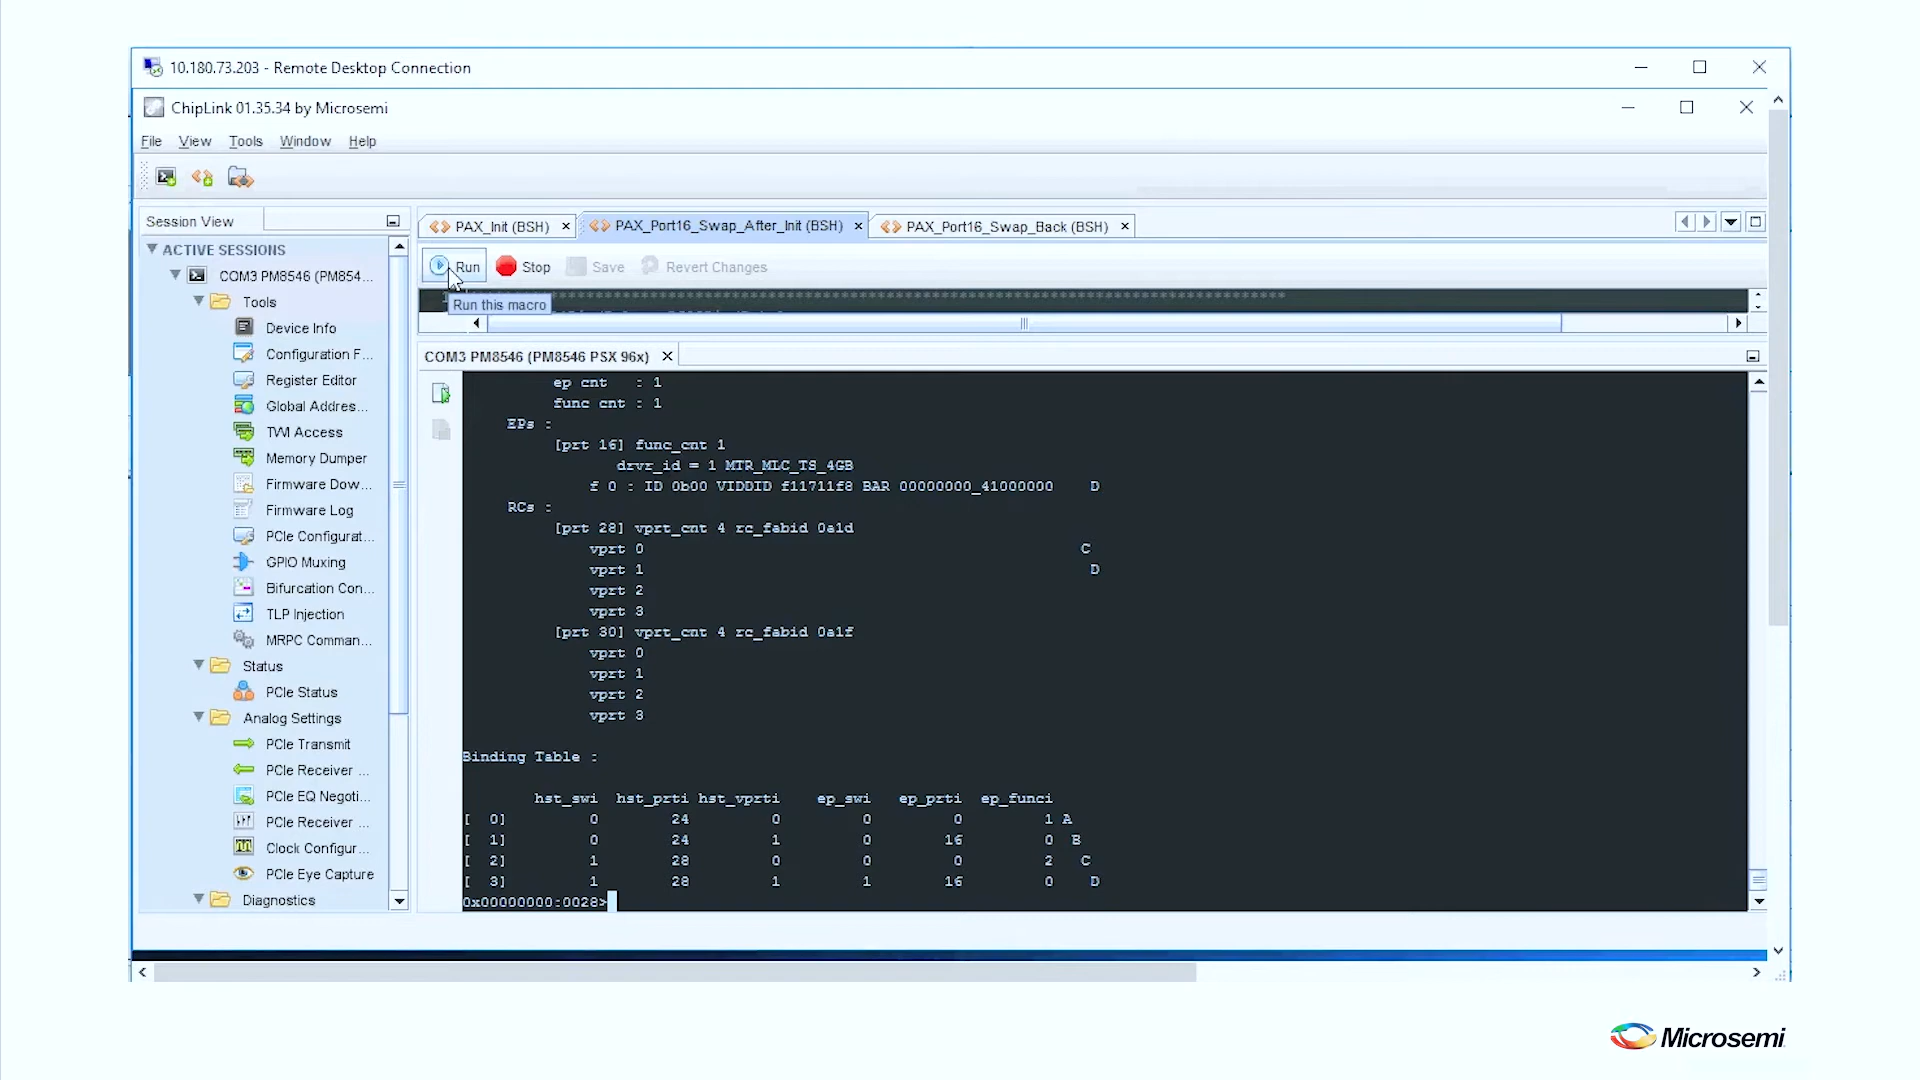 10.180.73.203 - Remote Desktop Connection
ChipLink 01.35.34 by Microsemi
File View Tools Window Help
Session View
ACTIVE SESSIONS
COM3 PM8546 (PM854...
Tools
Device Info
Configuration F...
Register Editor
Global Addres...
TWI Access
Memory Dumper
Firmware Dow...
Firmware Log
PCIe Configurat...
GPIO Muxing
Bifurcation Con...
TLP Injection
MRPC Comman...
Status
PCIe Status
Analog Settings
PCIe Transmit
PCIe Receiver ...
PCIe EQ Negoti...
PCIe Receiver ...
Clock Configur...
PCIe Eye Capture
Diagnostics
PAX_Init (BSH) PAX_Port16_Swap_After_Init (BSH) PAX_Port16_Swap_Back (BSH)
Run Stop Save Revert Changes
Run this macro
COM3 PM8546 (PM8546 PSX 96x)
ep cnt : 1
func cnt : 1
EPs :
[prt 16] func_cnt 1
drvr_id = 1 MTR_MLC_TS_4GB
f 0 : ID 0b00 VIDDID f11711f8 BAR 00000000_41000000 D
RCs :
[prt 28] vprt_cnt 4 rc_fabid 0a1d
vprt 0 C
vprt 1 D
vprt 2
vprt 3
[prt 30] vprt_cnt 4 rc_fabid 0a1f
vprt 0
vprt 1
vprt 2
vprt 3
Binding Table :
hst_swi hst_prti hst_vprti ep_swi ep_prti ep_funci
[ 0] 0 24 0 0 0 1 A
[ 1] 0 24 1 0 16 0 B
[ 2] 1 28 0 0 0 2 C
[ 3] 1 28 1 1 16 0 D
0x00000000:0028>
Microsemi